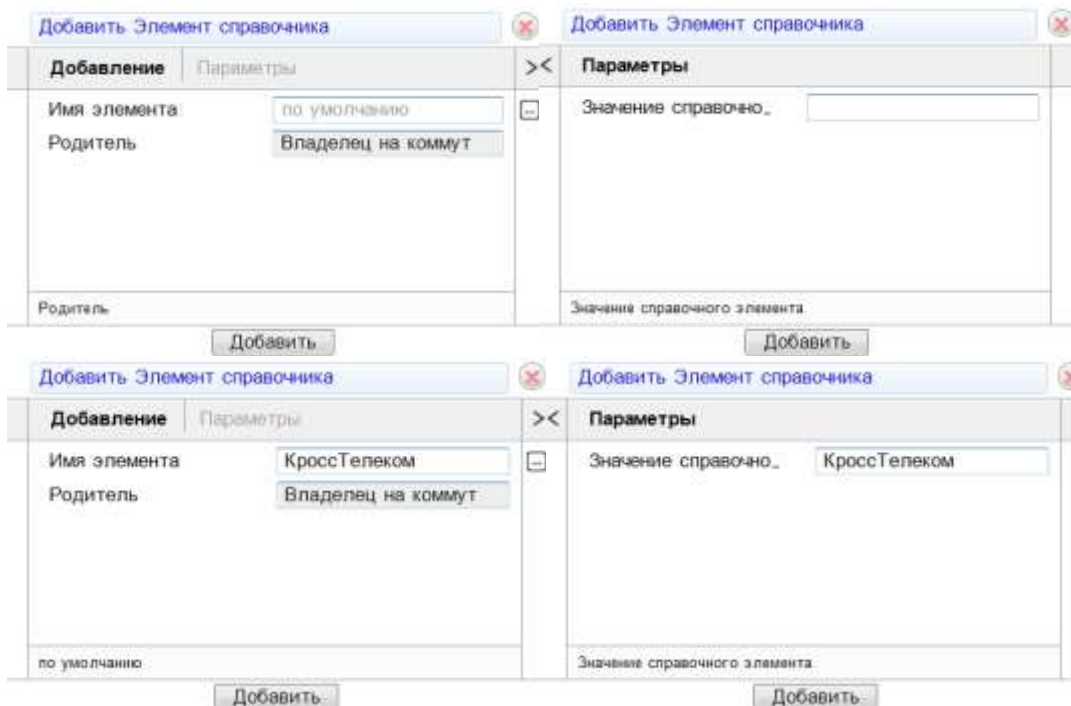 Добавить Элемент справочника
Добавление Параметры
Имя элемента по умолчанию
Родитель Владелец на коммут
Родитель
Добавить
Добавить Элемент справочника
Параметры
Значение справочно...
Значение справочного элемента
Добавить
Добавить Элемент справочника
Добавление Параметры
Имя элемента КроссТелеком
Родитель Владелец на коммут
по умолчанию
Добавить
Добавить Элемент справочника
Параметры
Значение справочно... КроссТелеком
Значение справочного элемента
Добавить